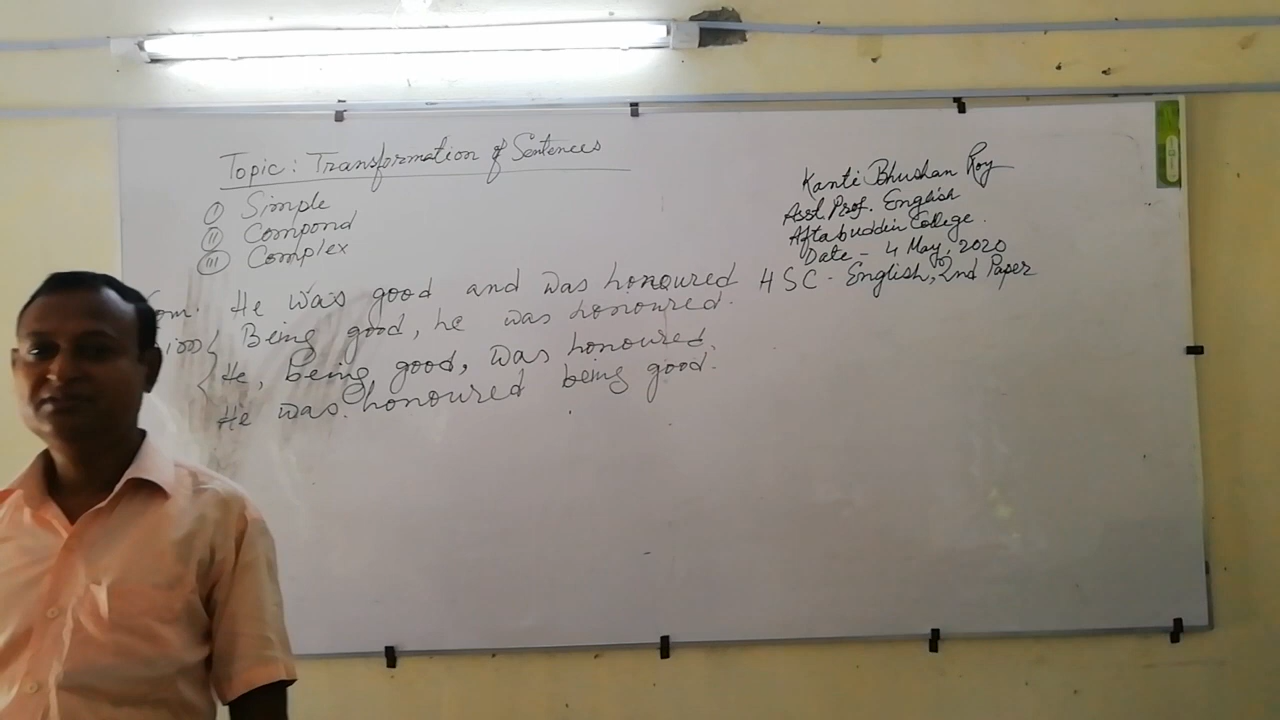 Topic: Transformation of Sentences
(I) Simple
(II) Compond
(III) Complex
Kanti Bhushan Roy
Asst. Prof. English
Aftabuddin College.
Date - 4 May, 2020
HSC - English, 2nd Paper
He was good and was honoured
Being good, he was honoured.
He, being good, was honoured.
He was honoured being good.